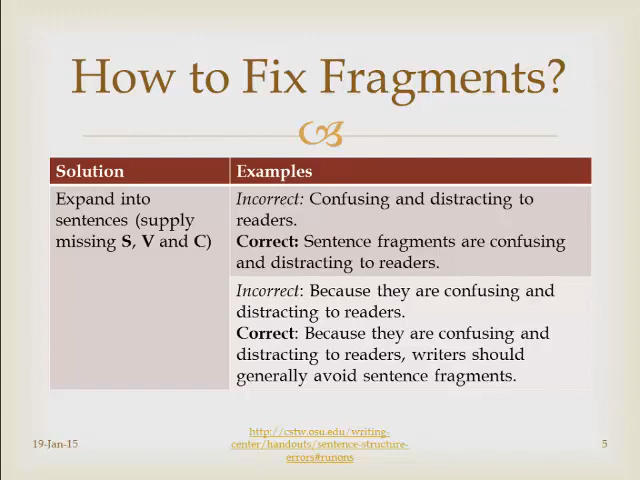 How to Fix Fragments?
Solution
Examples
Expand into
sentences (supply
missing S, V and C)
Incorrect: Confusing and distracting to
readers.
Correct: Sentence fragments are confusing
and distracting to readers.
Incorrect: Because they are confusing and
distracting to readers.
Correct: Because they are confusing and
distracting to readers, writers should
generally avoid sentence fragments.
19-Jan-15
http://cstw.osu.edu/writing-
center/handouts/sentence-structure-
errors#runons
5